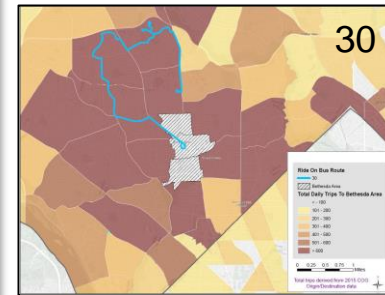 30
Ride On Bus Route
30
Bethesda Area
Total Daily Trips To Bethesda Area
< - 100
101 - 200
201 - 300
301 - 400
401 - 500
501 - 600
> 600
0 0.25 0.5 0.75 1
Miles
Total trips derived from 2015 COG
Origin/Destination data